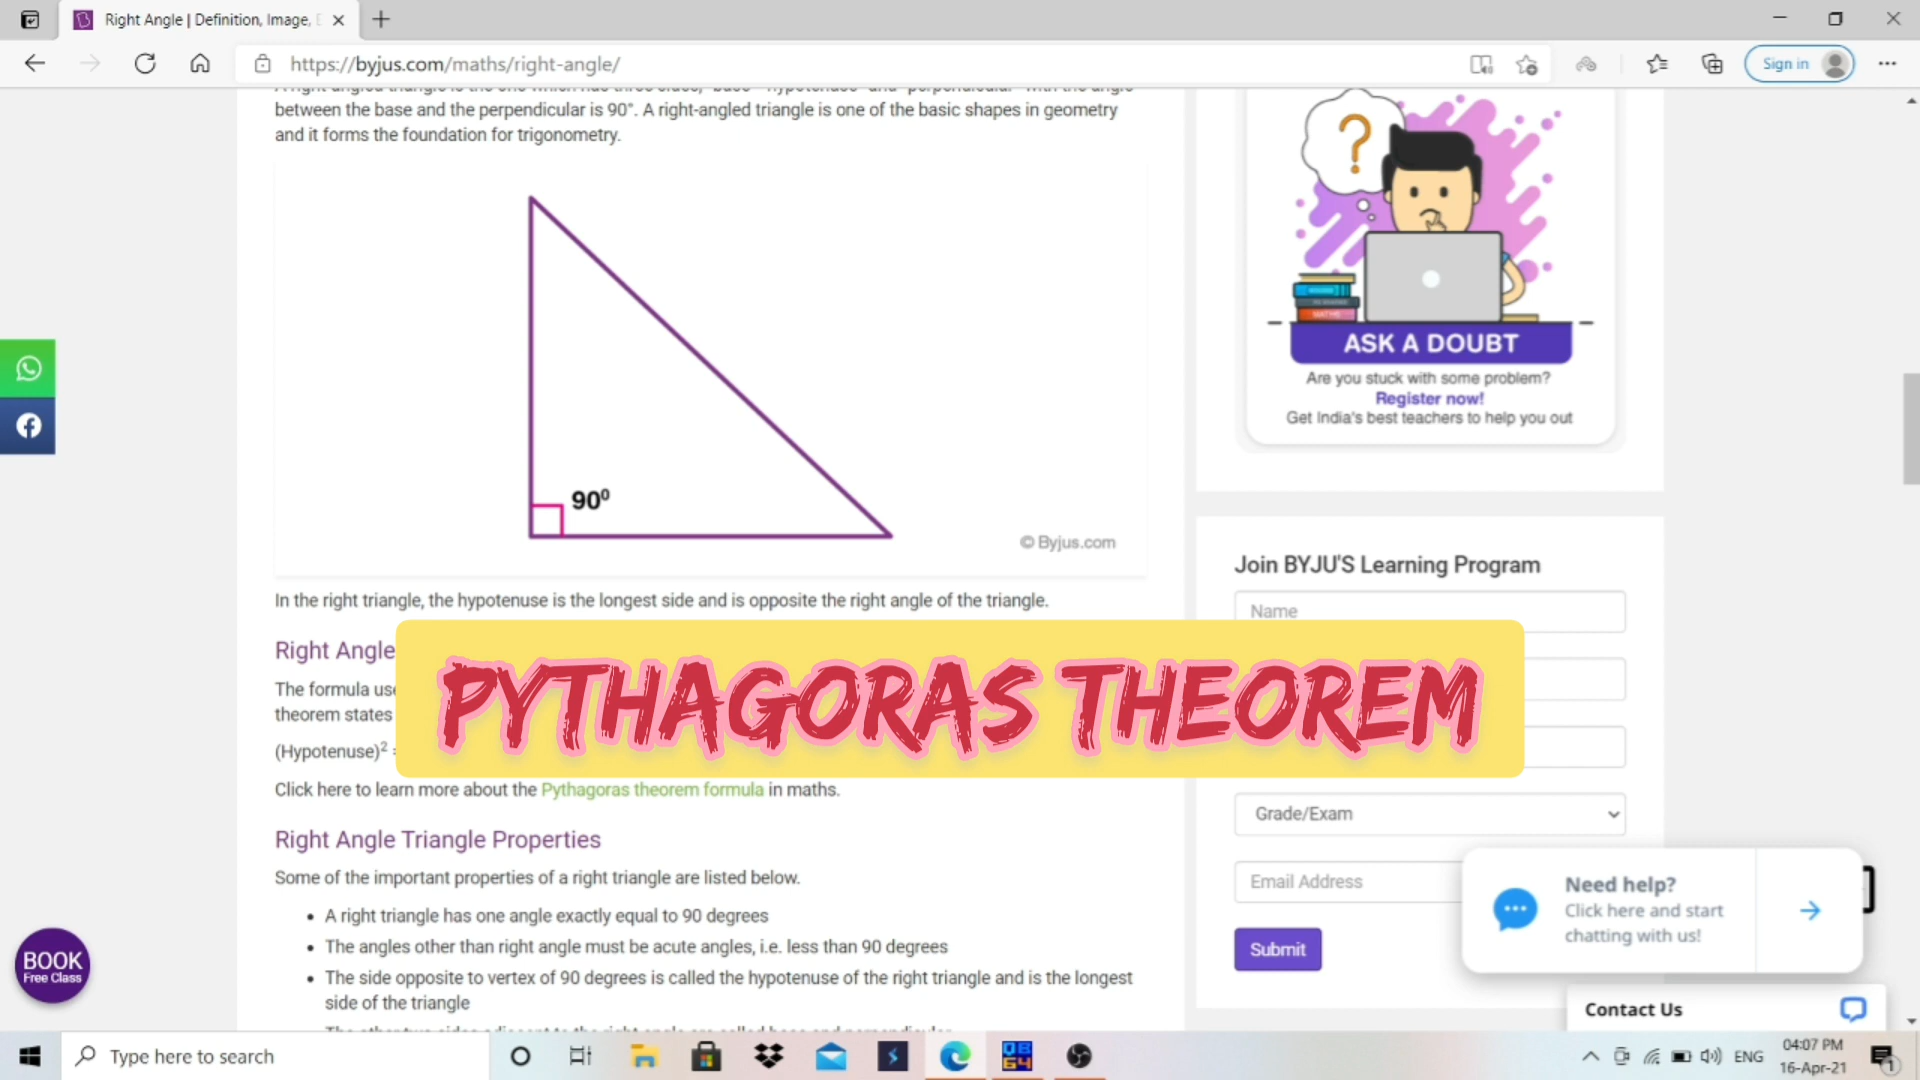 Right Angle | Definition, Image, E
https://byjus.com/maths/right-angle/
Sign in
between the base and the perpendicular is 90°. A right-angled triangle is one of the basic shapes in geometry
and it forms the foundation for trigonometry.
90⁰
© Byjus.com
In the right triangle, the hypotenuse is the longest side and is opposite the right angle of the triangle.
Right Angle
The formula use
theorem states
(Hypotenuse)²
PYTHAGORAS THEOREM
Click here to learn more about the Pythagoras theorem formula in maths.
Right Angle Triangle Properties
Some of the important properties of a right triangle are listed below.
• A right triangle has one angle exactly equal to 90 degrees
• The angles other than right angle must be acute angles, i.e. less than 90 degrees
• The side opposite to vertex of 90 degrees is called the hypotenuse of the right triangle and is the longest
side of the triangle
BOOK
Free Class
?
MATHS
ASK A DOUBT
Are you stuck with some problem?
Register now!
Get India's best teachers to help you out
Join BYJU'S Learning Program
Name
Grade/Exam
Email Address
Submit
Need help?
Click here and start
chatting with us!
Contact Us
Type here to search
QB
64
ENG
04:07 PM
16-Apr-21
1